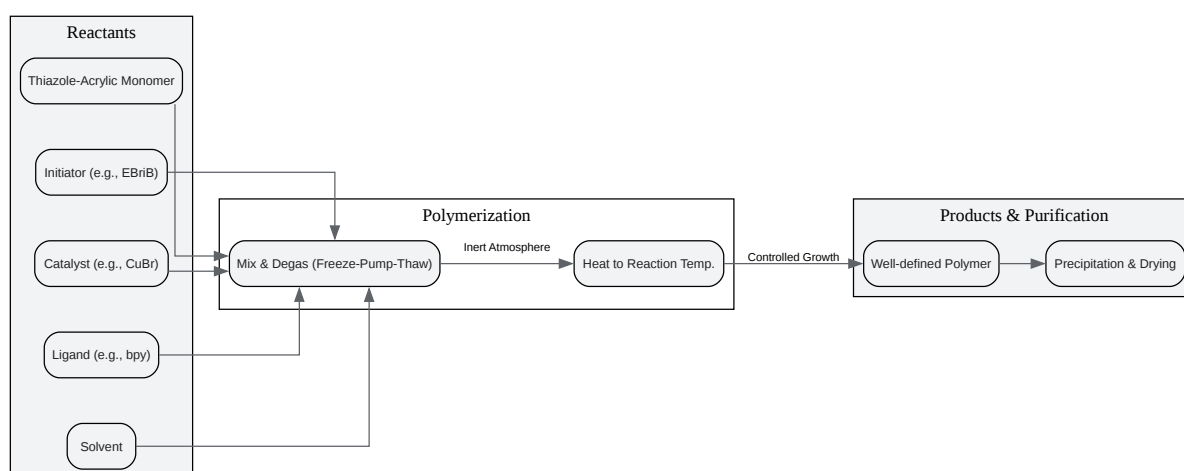 Reactants
Thiazole-Acrylic Monomer
Initiator (e.g., EBriB)
Catalyst (e.g., CuBr)
Ligand (e.g., bpy)
Solvent
Polymerization
Mix & Degas (Freeze-Pump-Thaw)
Inert Atmosphere
Heat to Reaction Temp.
Controlled Growth
Products & Purification
Well-defined Polymer
Precipitation & Drying